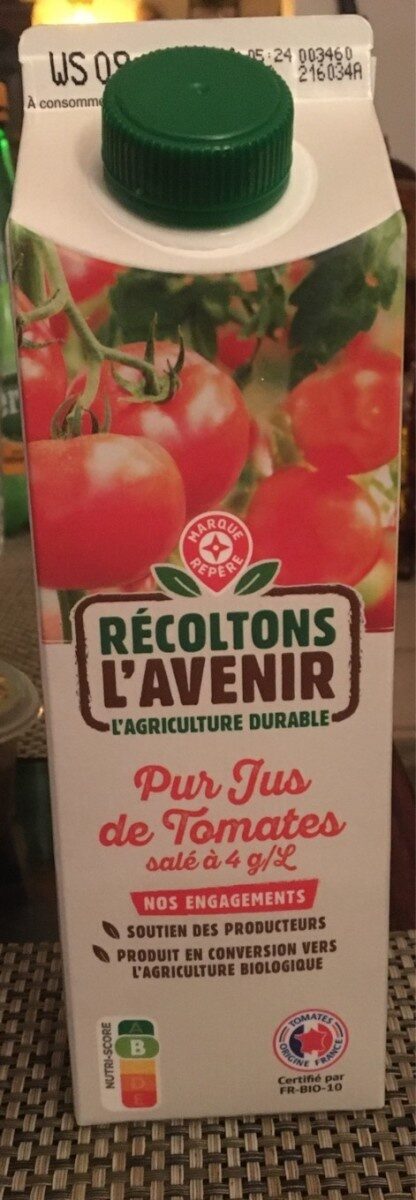 WS 09
05:24 003460
216034A
À consomme
MARQUE
REPÈRE
RÉCOLTONS
L'AVENIR
L'AGRICULTURE DURABLE
Pur Jus
de Tomates
salé à 4 g/L
NOS ENGAGEMENTS
SOUTIEN DES PRODUCTEURS
PRODUIT EN CONVERSION VERS
L'AGRICULTURE BIOLOGIQUE
NUTRI-SCORE
A
B
D
E
TOMATES
ORIGINE FRANCE
Certifié par
FR-BIO-10